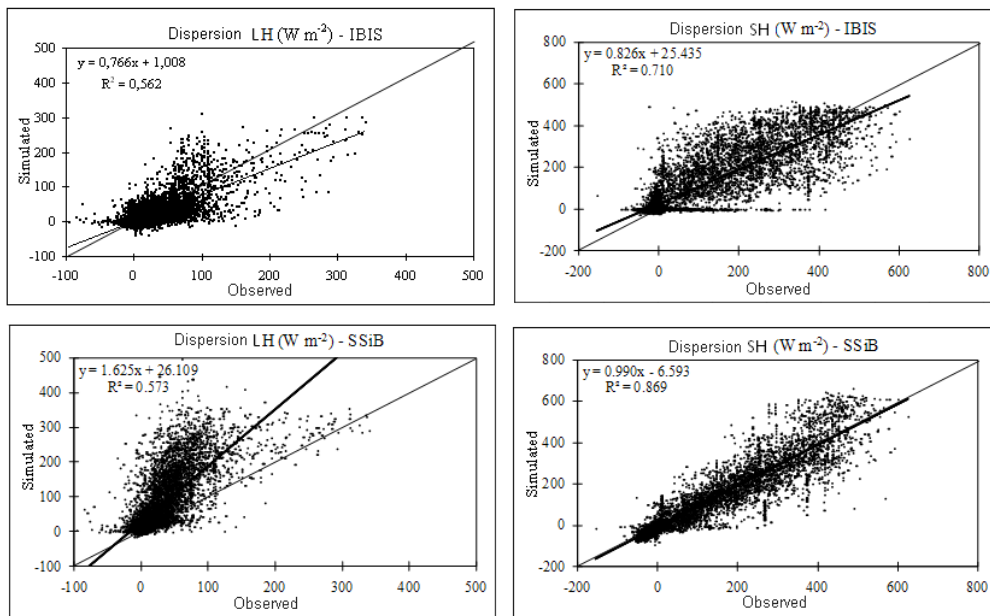 Dispersion LH (W m-2) - IBIS
y = 0,766x + 1,008
R² = 0,562
500
400
300
200
100
0
-100
Simulated
-100 0 100 200 300 400 500
Observed
Dispersion SH (W m-2) - IBIS
y = 0.826x + 25.435
R² = 0.710
800
600
400
200
0
-200
Simulated
-200 0 200 400 600 800
Observed
Dispersion LH (W m-2) - SSiB
y = 1.625x + 26.109
R² = 0.573
500
400
300
200
100
0
-100
Simulated
-100 0 100 200 300 400 500
Observed
Dispersion SH (W m-2) - SSiB
y = 0.990x - 6.593
R² = 0.869
800
600
400
200
0
-200
Simulated
-200 0 200 400 600 800
Observed